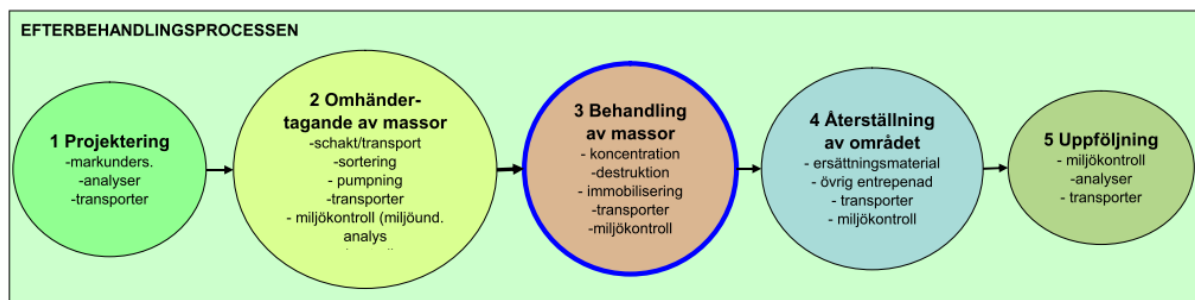 EFTERBEHANDLINGSPROCESSEN
1 Projektering
-markunders.
-analyser
-transporter
2 Omhänder-
tagande av massor
-schakt/transport
-sortering
- pumpning
-transporter
- miljökontroll (miljöund.
analys
3 Behandling
av massor
- koncentration
-destruktion
- immobilisering
-transporter
-miljökontroll
4 Återställning
av området
- ersättningsmaterial
- övrig entrepenad
- transporter
- miljökontroll
5 Uppföljning
- miljökontroll
-analyser
- transporter